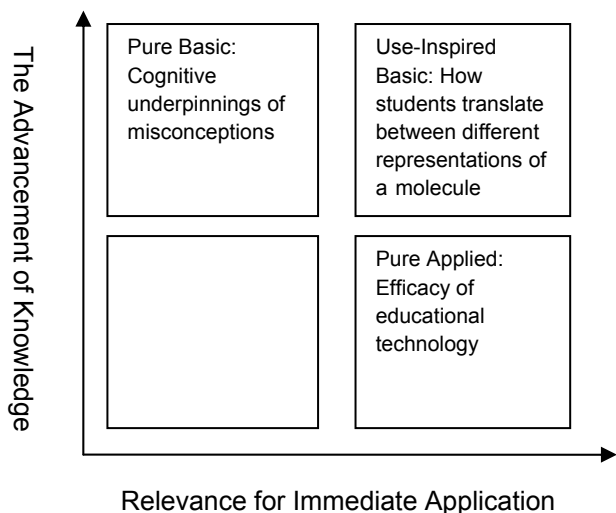 The Advancement of Knowledge
Pure Basic:
Cognitive
underpinnings of
misconceptions
Use-Inspired
Basic: How
students translate
between different
representations of
a molecule
Pure Applied:
Efficacy of
educational
technology
Relevance for Immediate Application